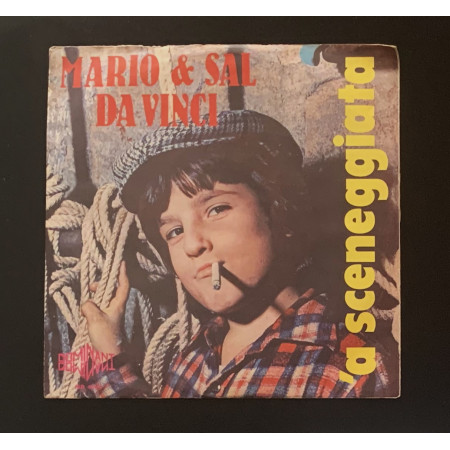 MARIO & SAL
DA VINCI
'a sceneggiata